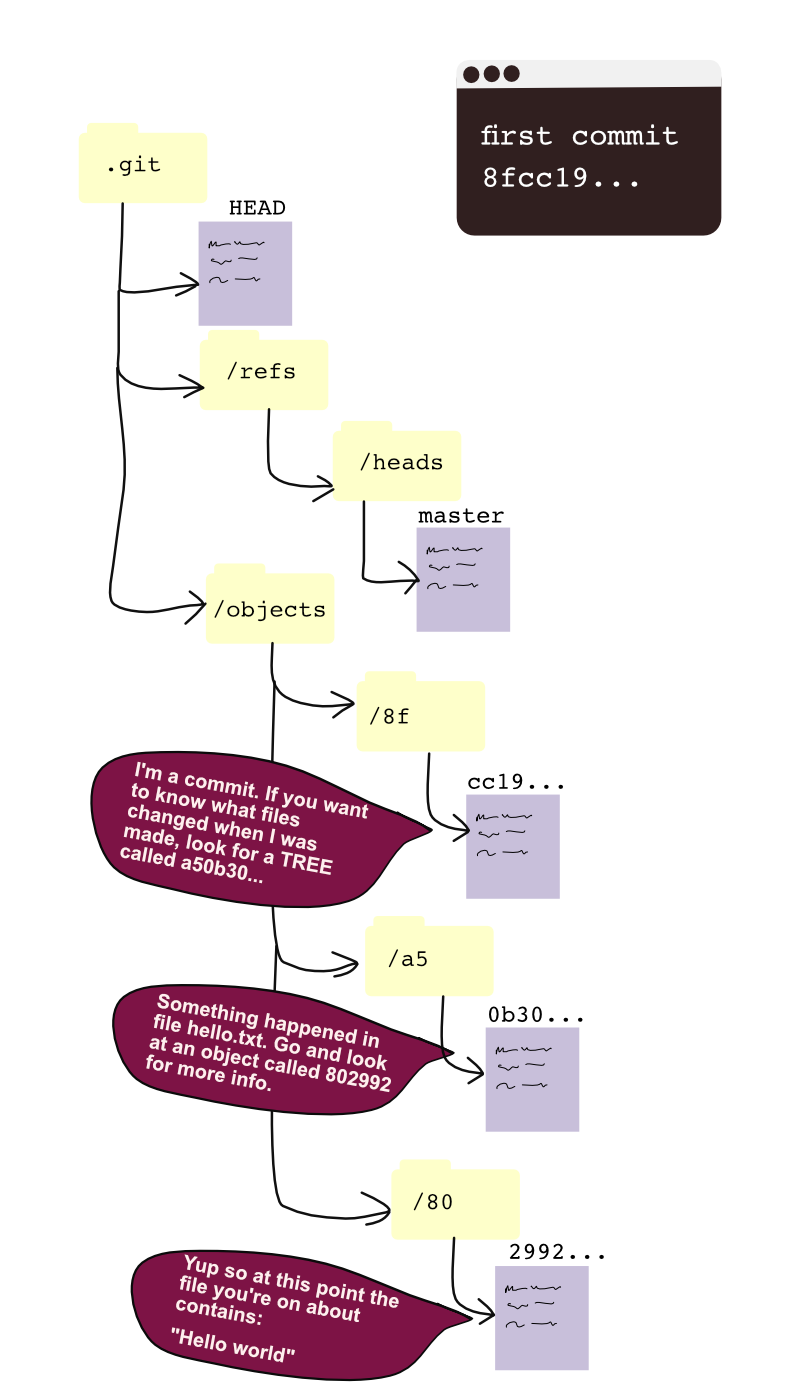 first commit
8fcc19...
.git
HEAD
/refs
/heads
master
/objects
/8f
I'm a commit. If you want
to know what files
changed when I was
made, look for a TREE
called a50b30...
cc19...
/a5
Something happened in
file hello.txt. Go and look
at an object called 802992
for more info.
0b30...
/80
2992...
Yup so at this point the
file you're on about
contains:
"Hello world"